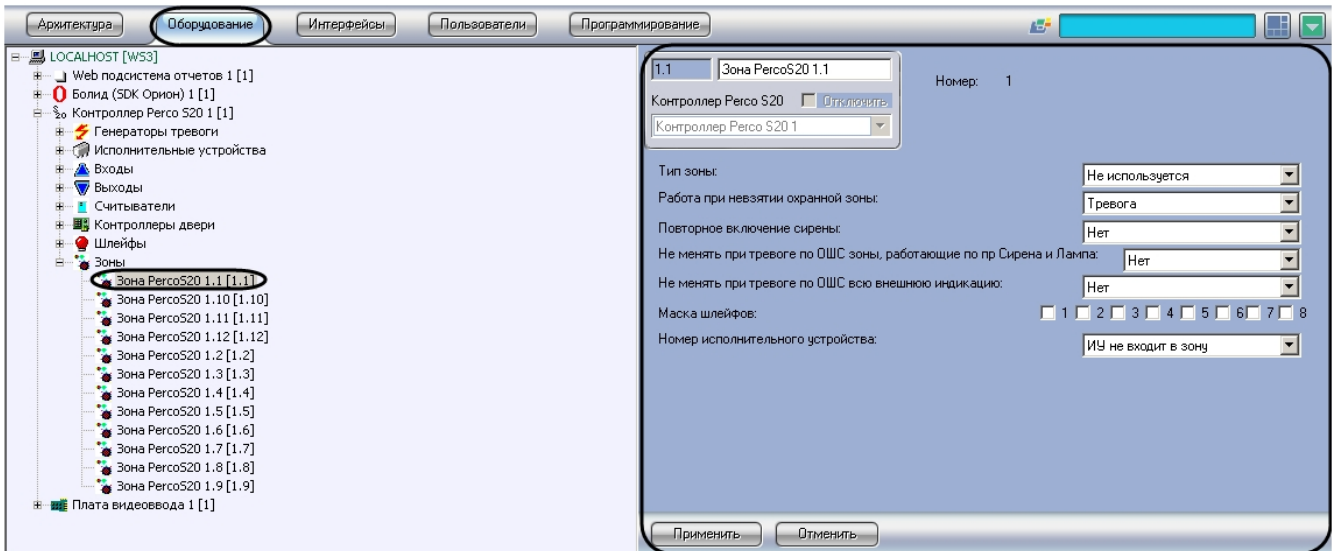 Архитектура Оборудование Интерфейсы Пользователи Программирование
LOCALHOST [WS3]
Web подсистема отчетов 1 [1]
Болид (SDK Орион) 1 [1]
Контроллер Perco S20 1 [1]
Генераторы тревоги
Исполнительные устройства
Входы
Выходы
Считыватели
Контроллеры двери
Шлейфы
Зоны
Зона PercoS20 1.1 [1.1]
Зона PercoS20 1.10 [1.10]
Зона PercoS20 1.11 [1.11]
Зона PercoS20 1.12 [1.12]
Зона PercoS20 1.2 [1.2]
Зона PercoS20 1.3 [1.3]
Зона PercoS20 1.4 [1.4]
Зона PercoS20 1.5 [1.5]
Зона PercoS20 1.6 [1.6]
Зона PercoS20 1.7 [1.7]
Зона PercoS20 1.8 [1.8]
Зона PercoS20 1.9 [1.9]
Плата видеоввода 1 [1]
1.1 Зона PercoS20 1.1
Номер: 1
Контроллер Perco S20 Отключить
Контроллер Perco S20 1
Тип зоны: Не используется
Работа при невзятии охранной зоны: Тревога
Повторное включение сирены: Нет
Не менять при тревоге по ОШС зоны, работающие по пр Сирена и Лампа: Нет
Не менять при тревоге по ОШС всю внешнюю индикацию: Нет
Маска шлейфов: 1 2 3 4 5 6 7 8
Номер исполнительного устройства: ИУ не входит в зону
Применить Отменить